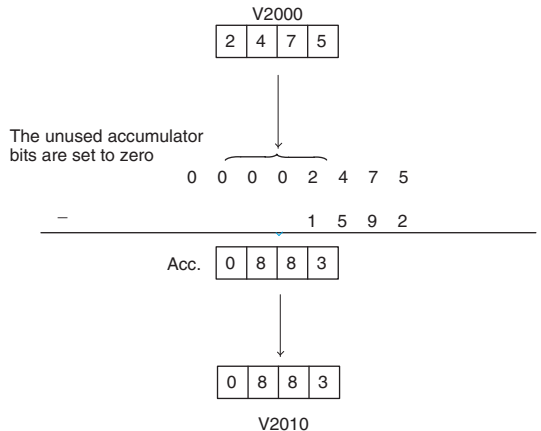 V2000
2 4 7 5
The unused accumulator
bits are set to zero
0 0 0 0 2 4 7 5
– 1 5 9 2
Acc. 0 8 8 3
0 8 8 3
V2010